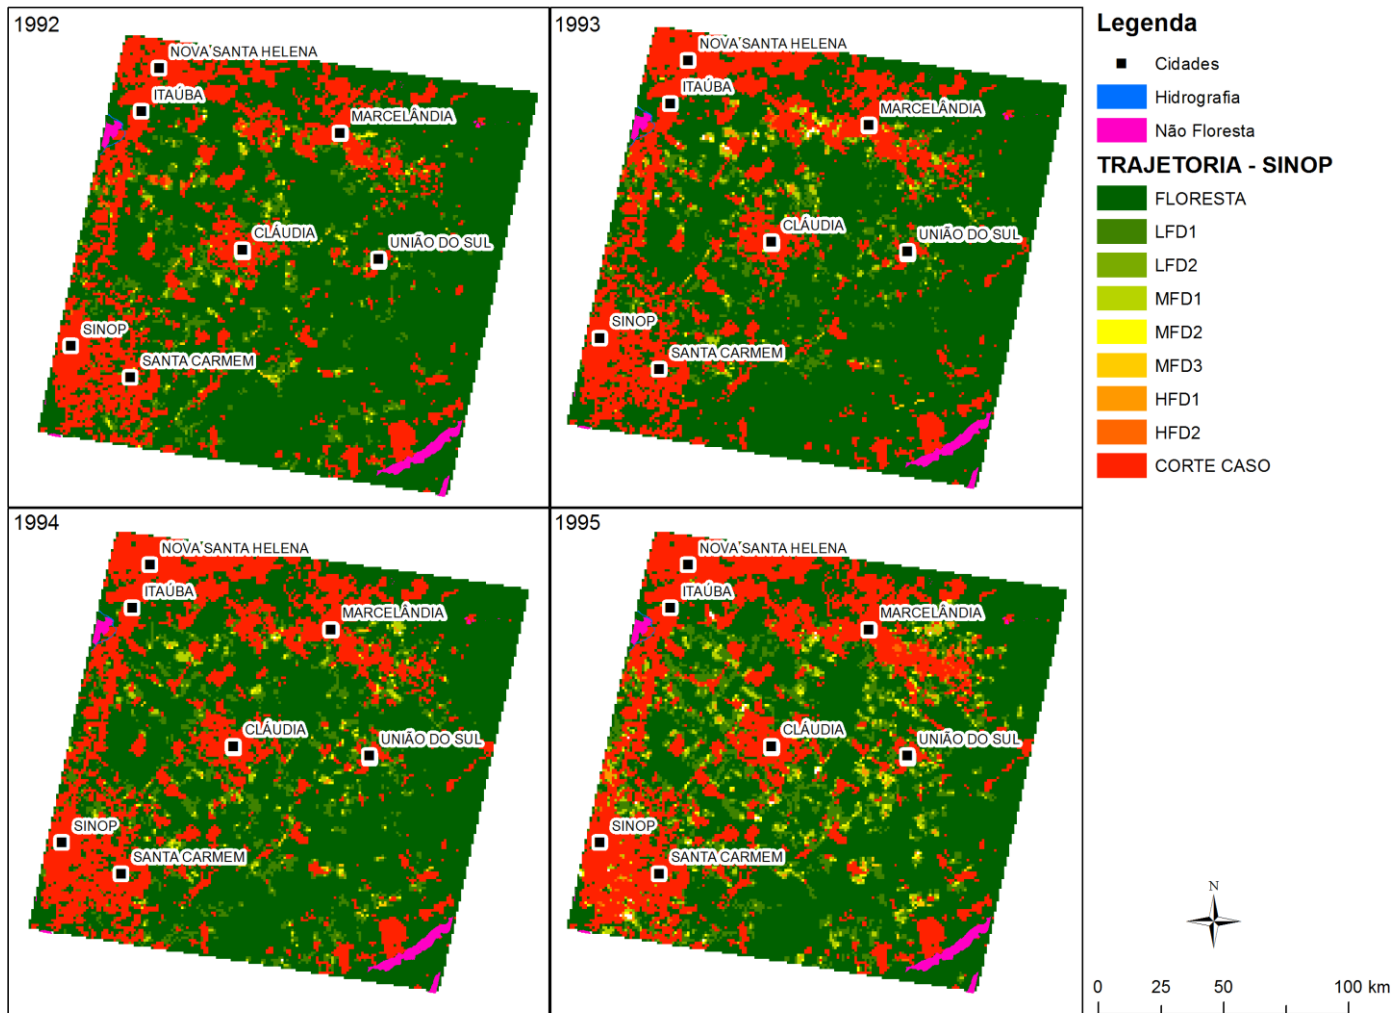 1992
NOVA SANTA HELENA
ITAÚBA
MARCELÂNDIA
CLÁUDIA
UNIÃO DO SUL
SINOP
SANTA CARMEM
1993
NOVA SANTA HELENA
ITAÚBA
MARCELÂNDIA
CLÁUDIA
UNIÃO DO SUL
SINOP
SANTA CARMEM
1994
NOVA SANTA HELENA
ITAÚBA
MARCELÂNDIA
CLÁUDIA
UNIÃO DO SUL
SINOP
SANTA CARMEM
1995
NOVA SANTA HELENA
ITAÚBA
MARCELÂNDIA
CLÁUDIA
UNIÃO DO SUL
SINOP
SANTA CARMEM
Legenda
Cidades
Hidrografia
Não Floresta
TRAJETORIA - SINOP
FLORESTA
LFD1
LFD2
MFD1
MFD2
MFD3
HFD1
HFD2
CORTE CASO
N
0 25 50 100 km